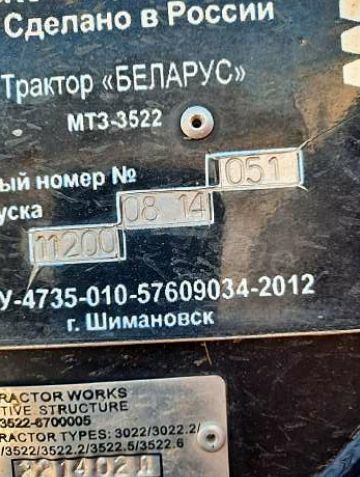 Сделано в России
Трактор «БЕЛАРУС»
МТЗ-3522
051
ый номер №
08 14
уска
11200
У-4735-010-57609034-2012
г. Шимановск
RACTOR WORKS
TIVE STRUCTURE
3522-6700005
RACTOR TYPES: 3022/3022.2/
/3522/3522.2/3522.5/3522.6